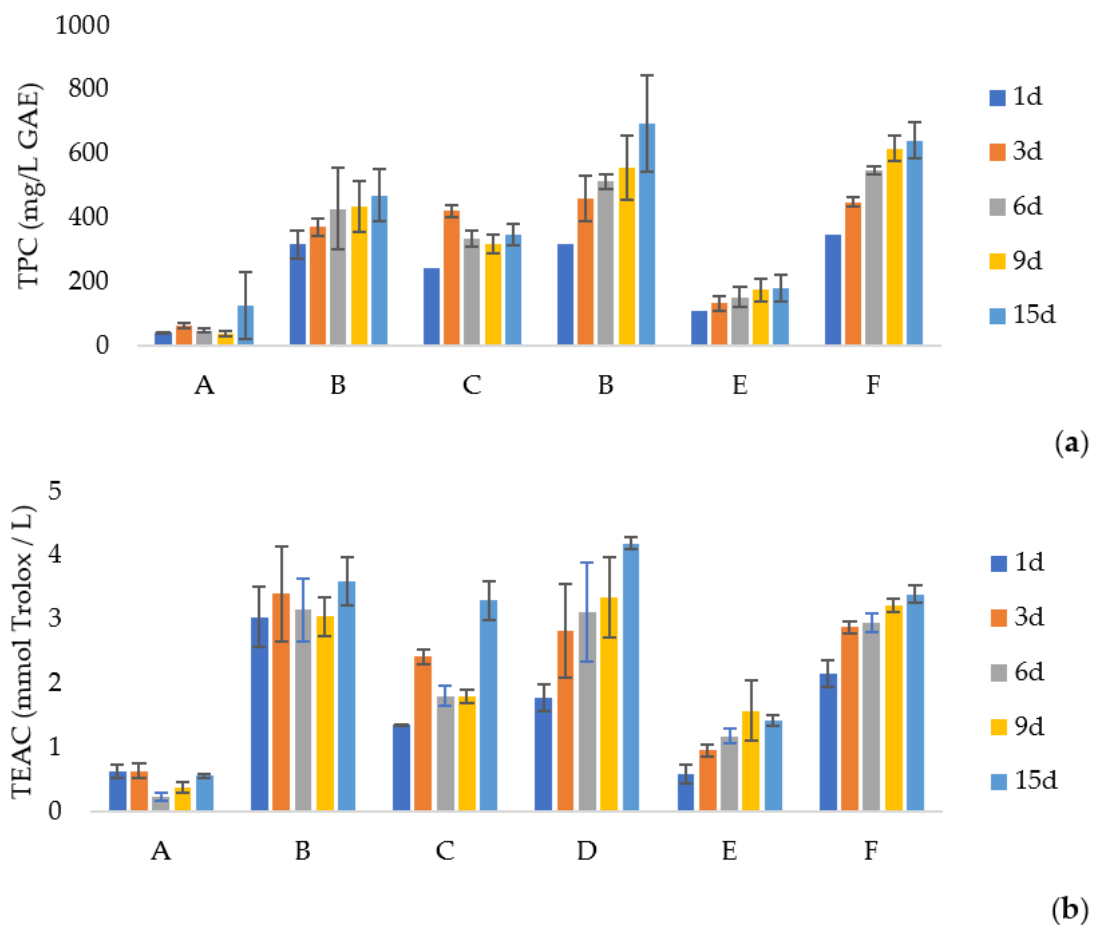 1000
800
600
400
200
0
TPC (mg/L GAE)
A B C B E F
1d
3d
6d
9d
15d
(a)
5
4
3
2
1
0
TEAC (mmol Trolox / L)
A B C D E F
1d
3d
6d
9d
15d
(b)